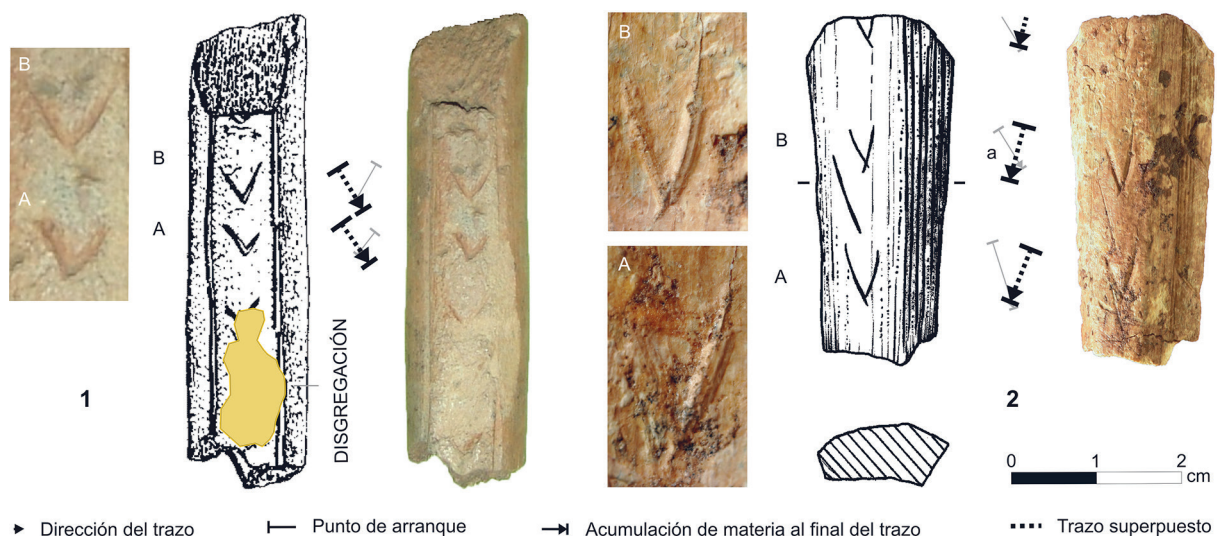 B
A
1
B
A
DISGREGACIÓN
B
A
B
A
a
2
0 1 2
cm
Dirección del trazo
Punto de arranque
Acumulación de materia al final del trazo
Trazo superpuesto